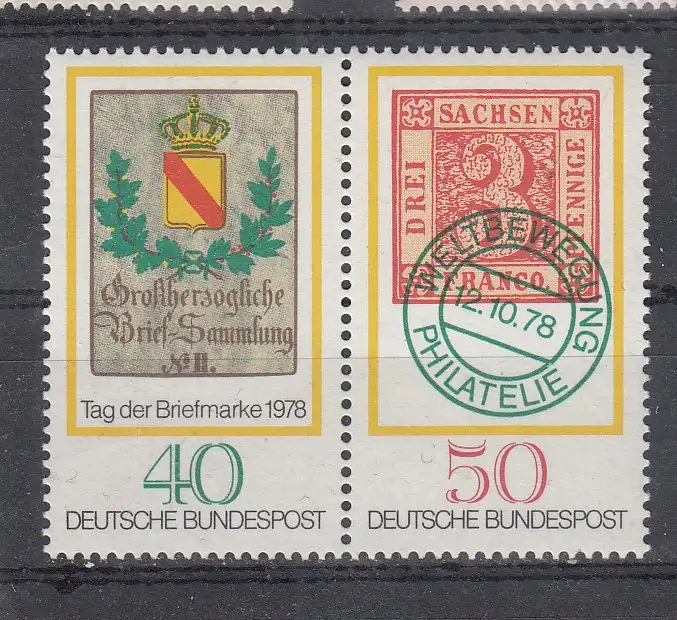 Großherzogliche
Brief-Sammlung
No II.
Tag der Briefmarke 1978
40
DEUTSCHE BUNDESPOST
SACHSEN
DREI
3
PFENNIGE
FRANCO.
WELTBEWEGUNG
12.10.78
PHILATELIE
50
DEUTSCHE BUNDESPOST